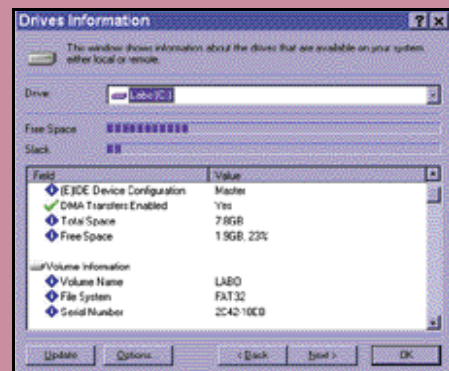 Drives Information
This window shows information about the drives that are available on your system, either local or remote.
Drive
Labo (C:)
Free Space
Slack
Field Value
(E)IDE Device Configuration Master
DMA Transfers Enabled Yes
Total Space 7.8GB
Free Space 1.9GB, 23%
Volume Information
Volume Name LABO
File System FAT32
Serial Number
Update Options... < Back Next > OK